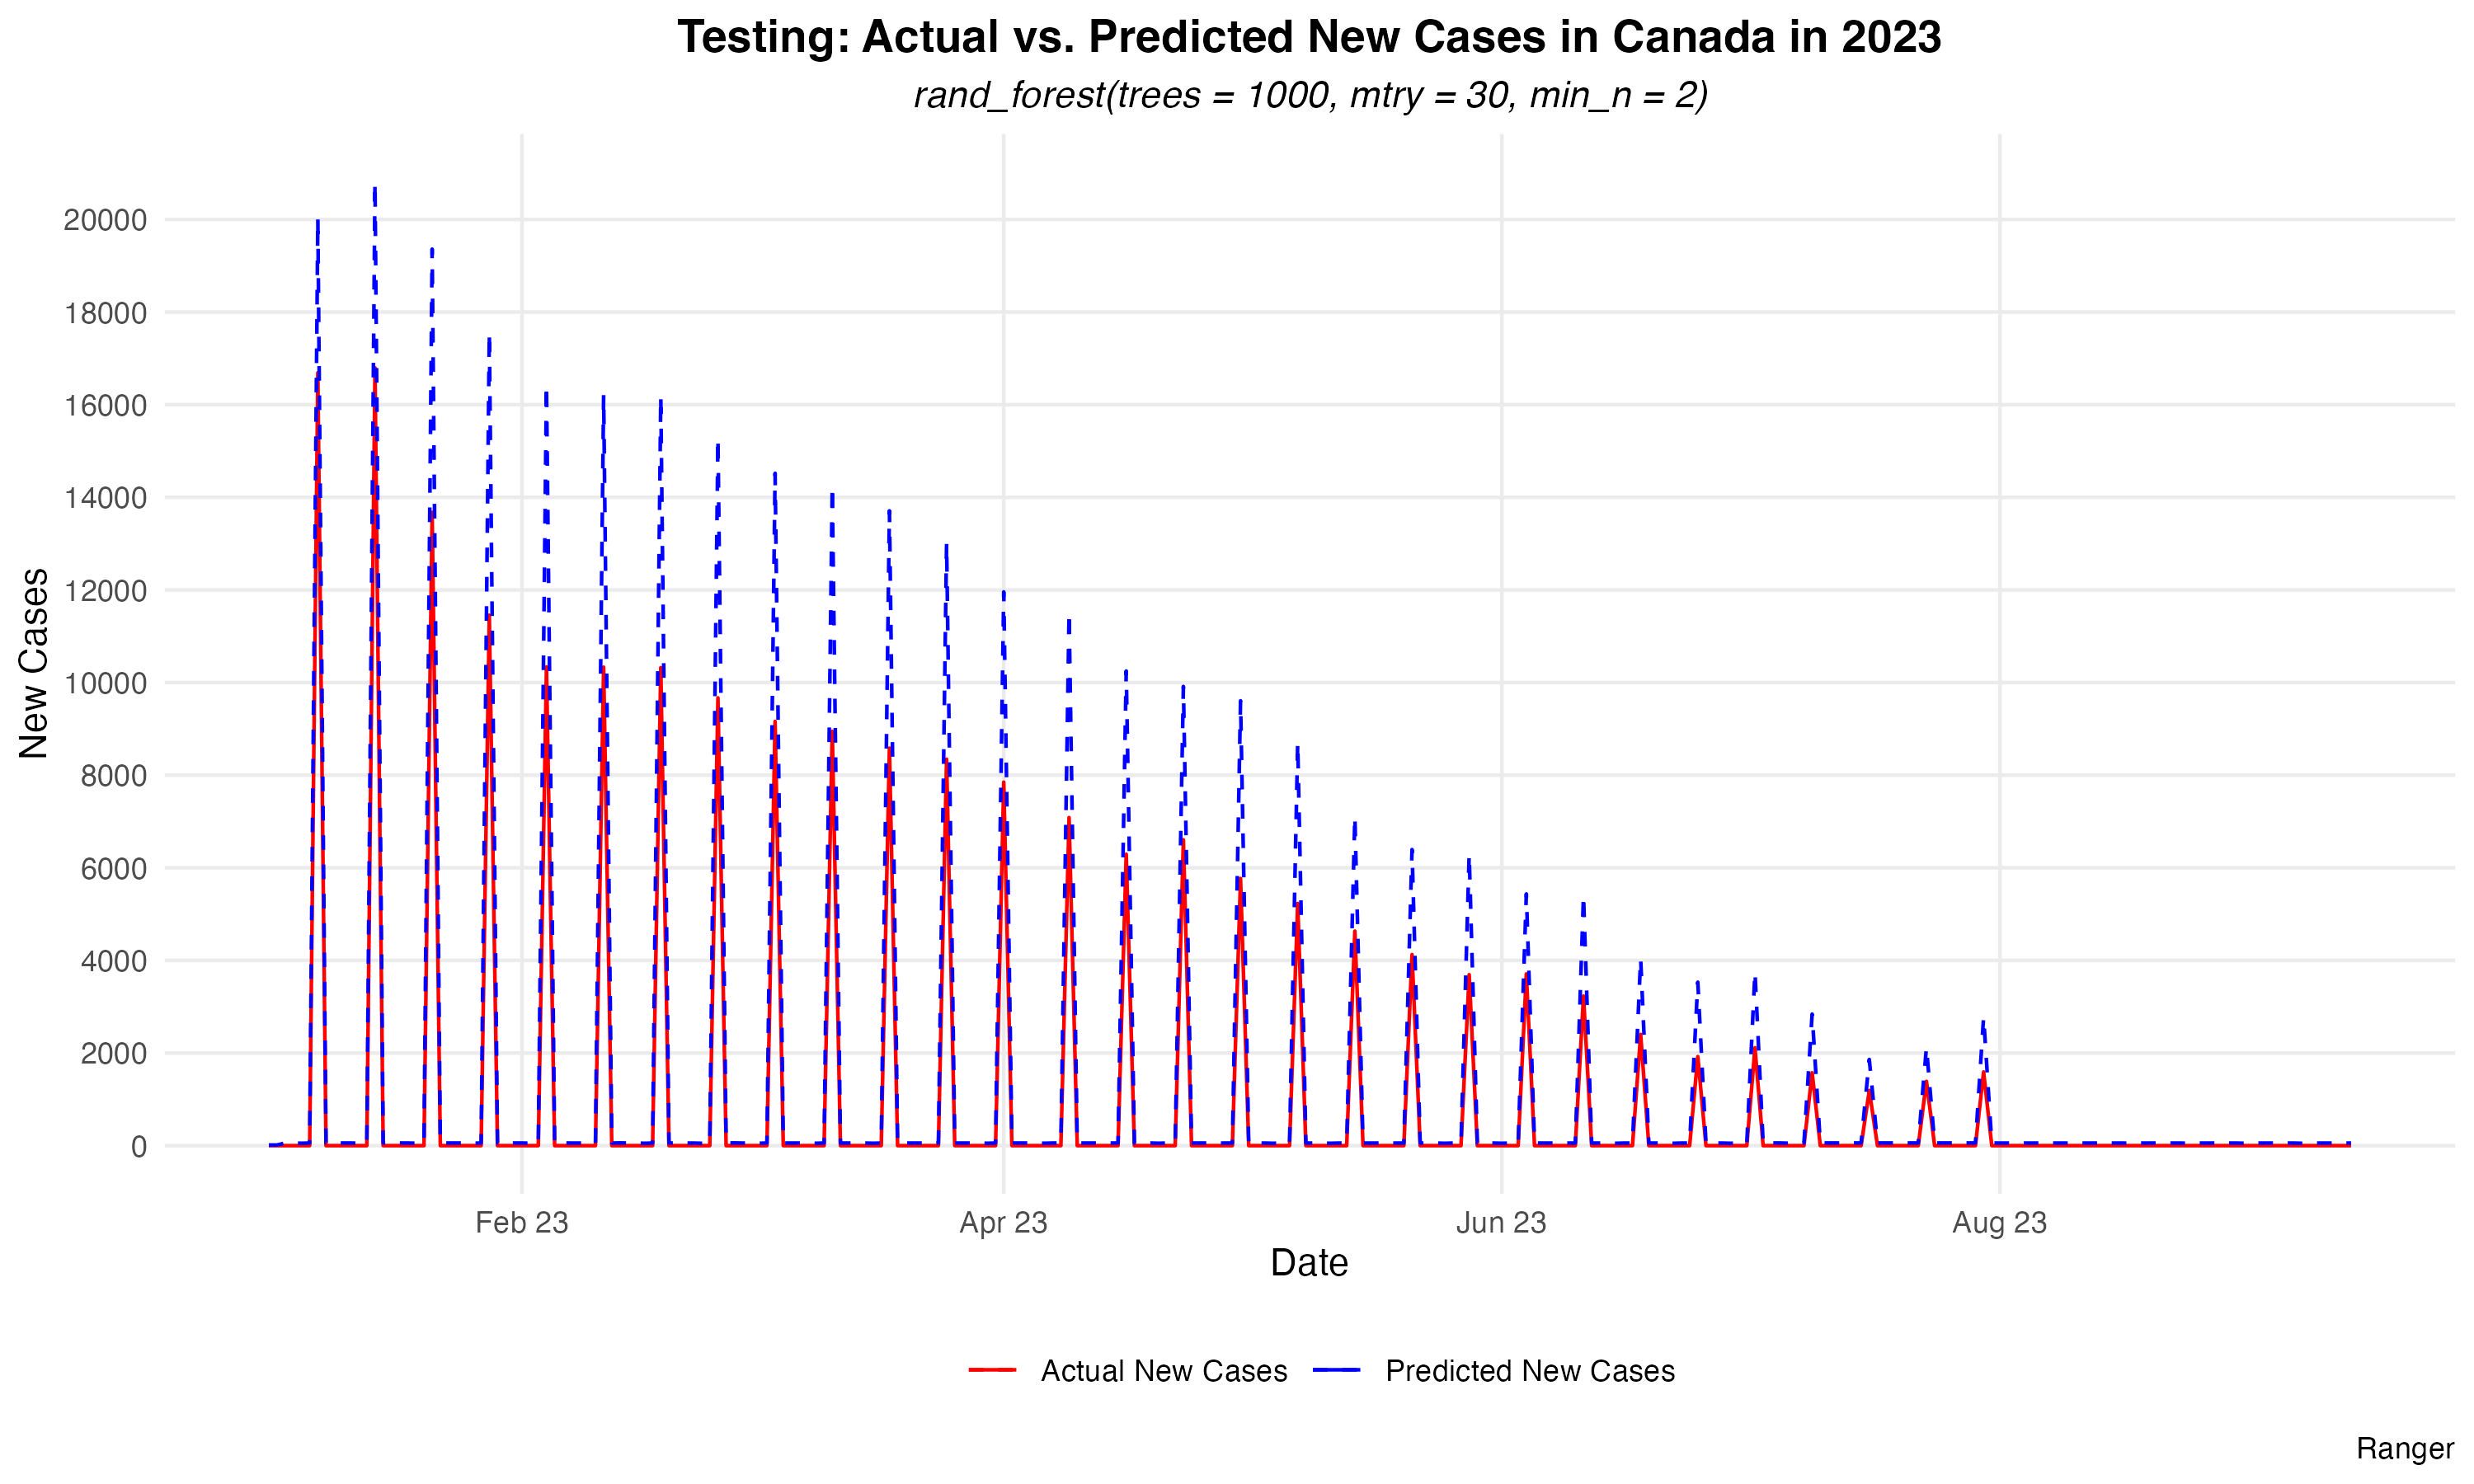 Testing: Actual vs. Predicted New Cases in Canada in 2023
rand_forest(trees = 1000, mtry = 30, min_n = 2)
New Cases
20000
18000
16000
14000
12000
10000
8000
6000
4000
2000
0
Feb 23 Apr 23 Jun 23 Aug 23
Date
Actual New Cases Predicted New Cases
Ranger